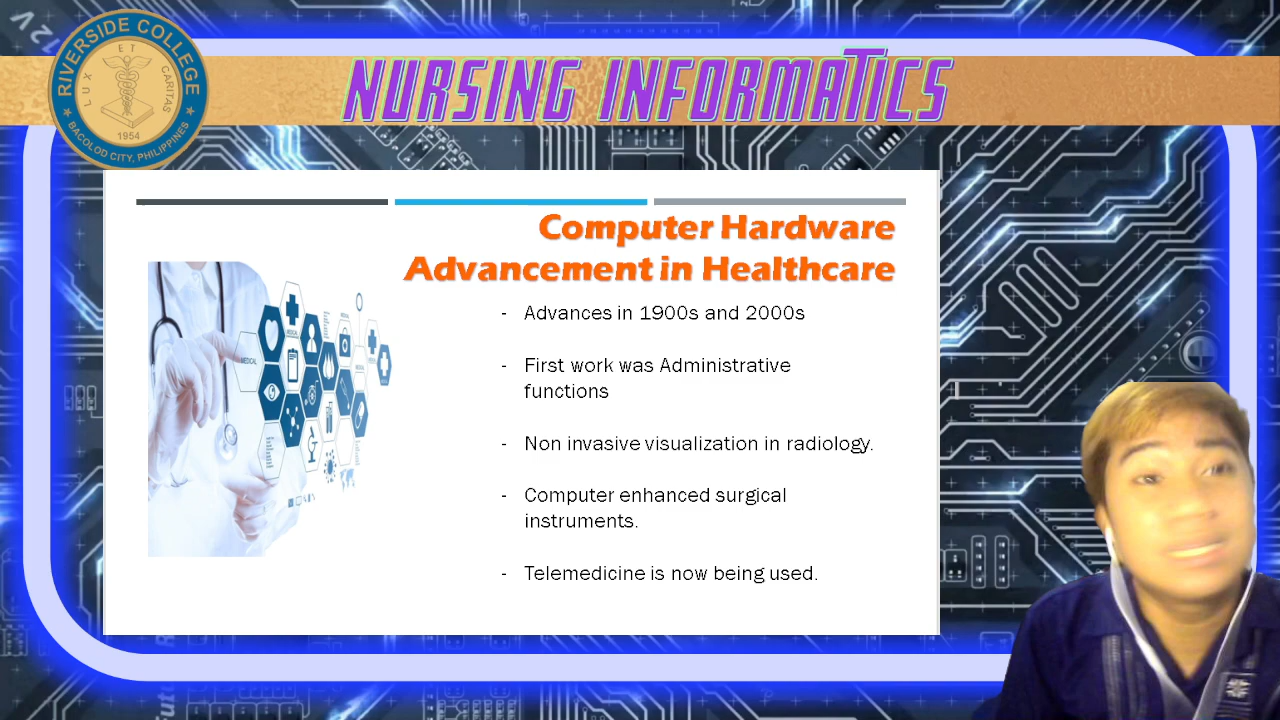 12V
RIVERSIDE COLLEGE
LUX ET CARITAS
1954
BACOLOD CITY, PHILIPPINES
NURSING INFORMATICS
Computer Hardware
Advancement in Healthcare
- Advances in 1900s and 2000s
- First work was Administrative
functions
- Non invasive visualization in radiology.
- Computer enhanced surgical
instruments.
- Telemedicine is now being used.
MEDICAL